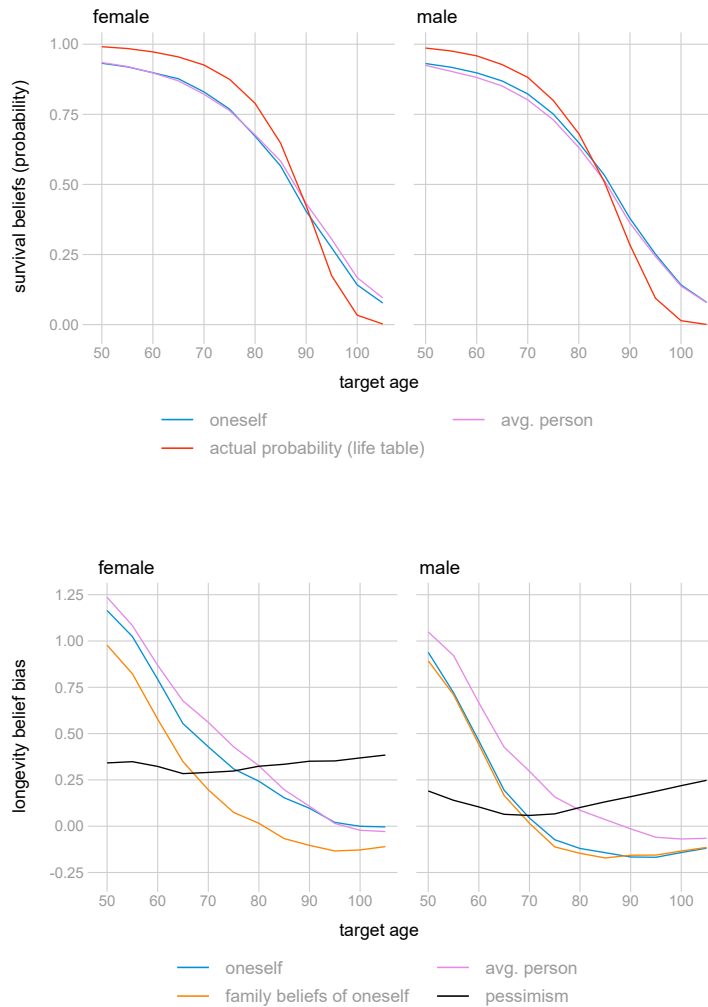 female
male
survival beliefs (probability)
1.00
0.75
0.50
0.25
0.00
50 60 70 80 90 100
50 60 70 80 90 100
target age
oneself
avg. person
actual probability (life table)
female
male
longevity belief bias
1.25
1.00
0.75
0.50
0.25
0.00
-0.25
50 60 70 80 90 100
50 60 70 80 90 100
target age
oneself
avg. person
family beliefs of oneself
pessimism